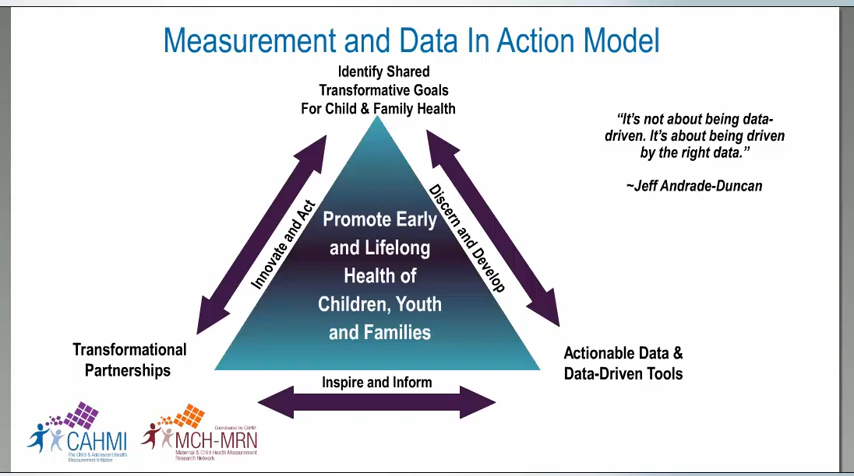 Measurement and Data In Action Model
Identify Shared
Transformative Goals
For Child & Family Health
"It's not about being data-
driven. It's about being driven
by the right data."
~Jeff Andrade-Duncan
Innovate and Act
Discern and Develop
Promote Early
and Lifelong
Health of
Children, Youth
and Families
Transformational
Partnerships
Actionable Data &
Data-Driven Tools
Inspire and Inform
CAHMI
The Child & Adolescent Health
Measurement Initiative
Coordinated by CAHMI
MCH-MRN
Maternal & Child Health Measurement
Research Network